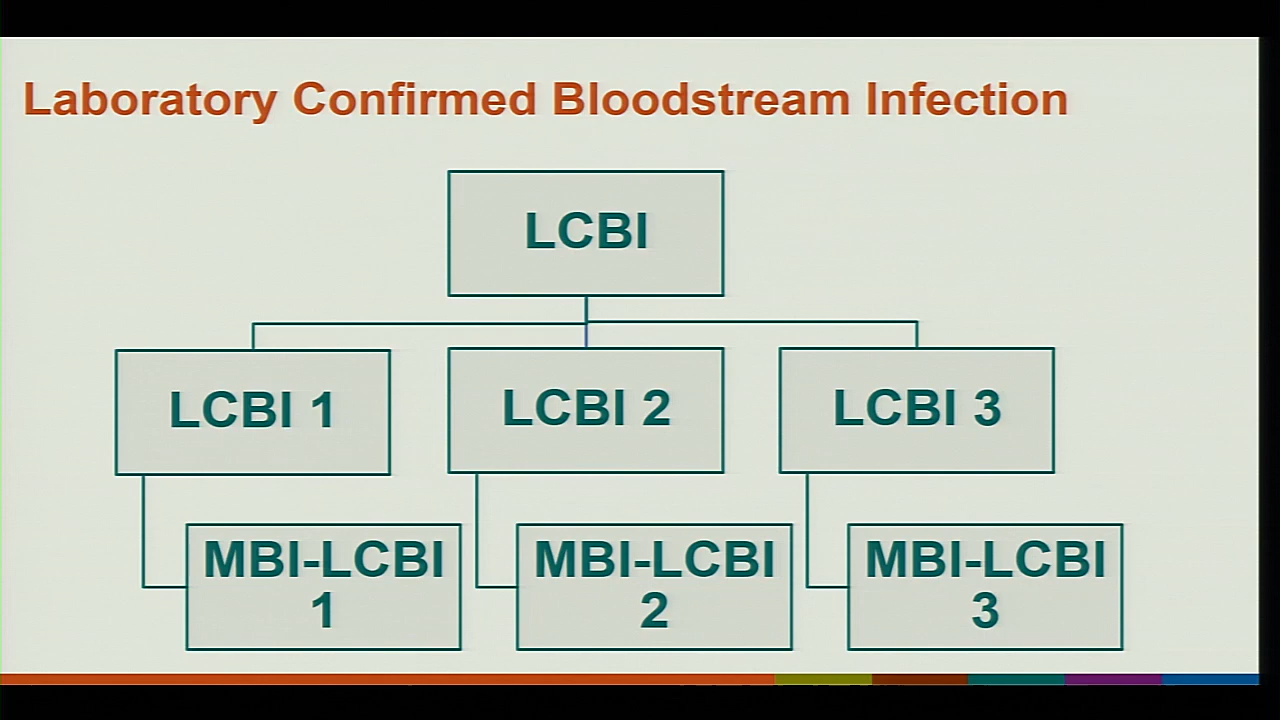 Laboratory Confirmed Bloodstream Infection
LCBI
LCBI 1
LCBI 2
LCBI 3
MBI-LCBI
1
MBI-LCBI
2
MBI-LCBI
3